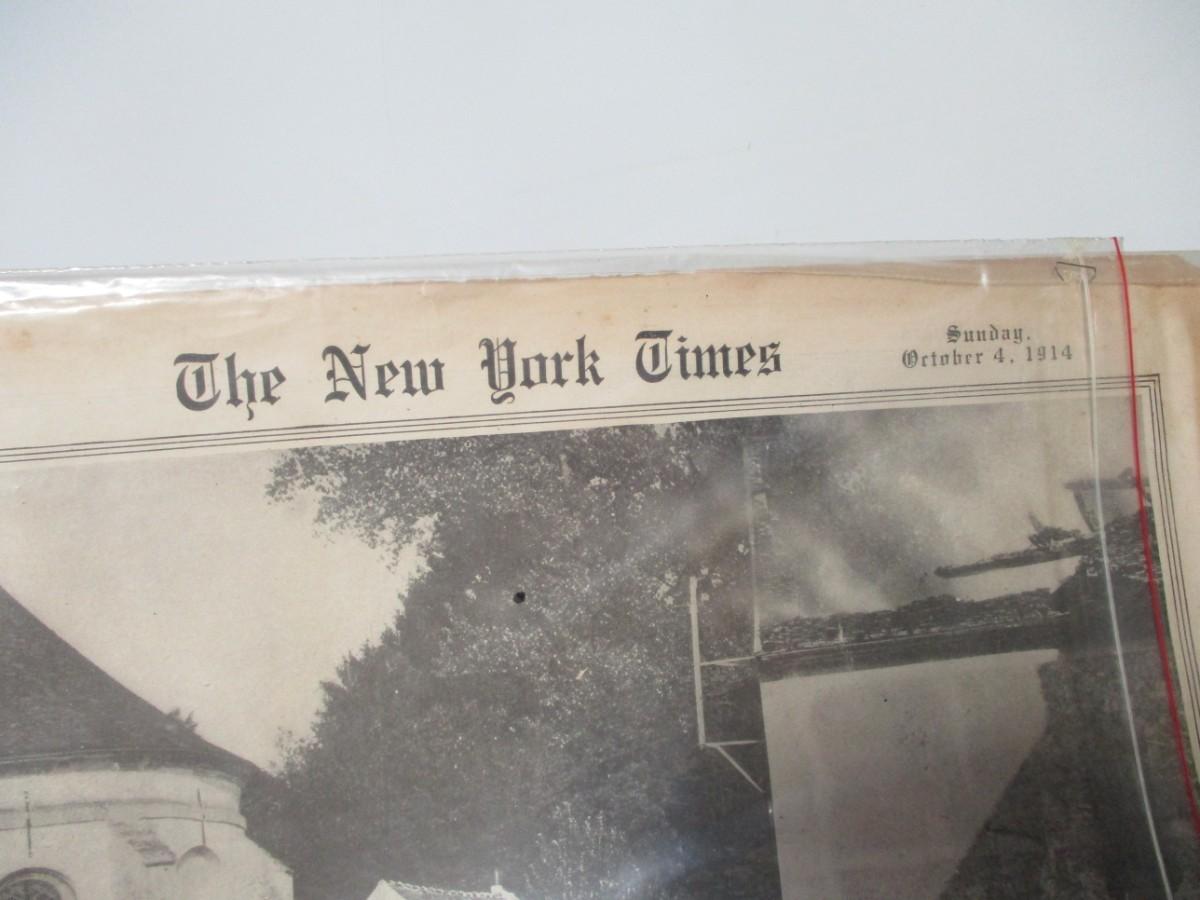 The New York Times
Sunday,
October 4, 1914